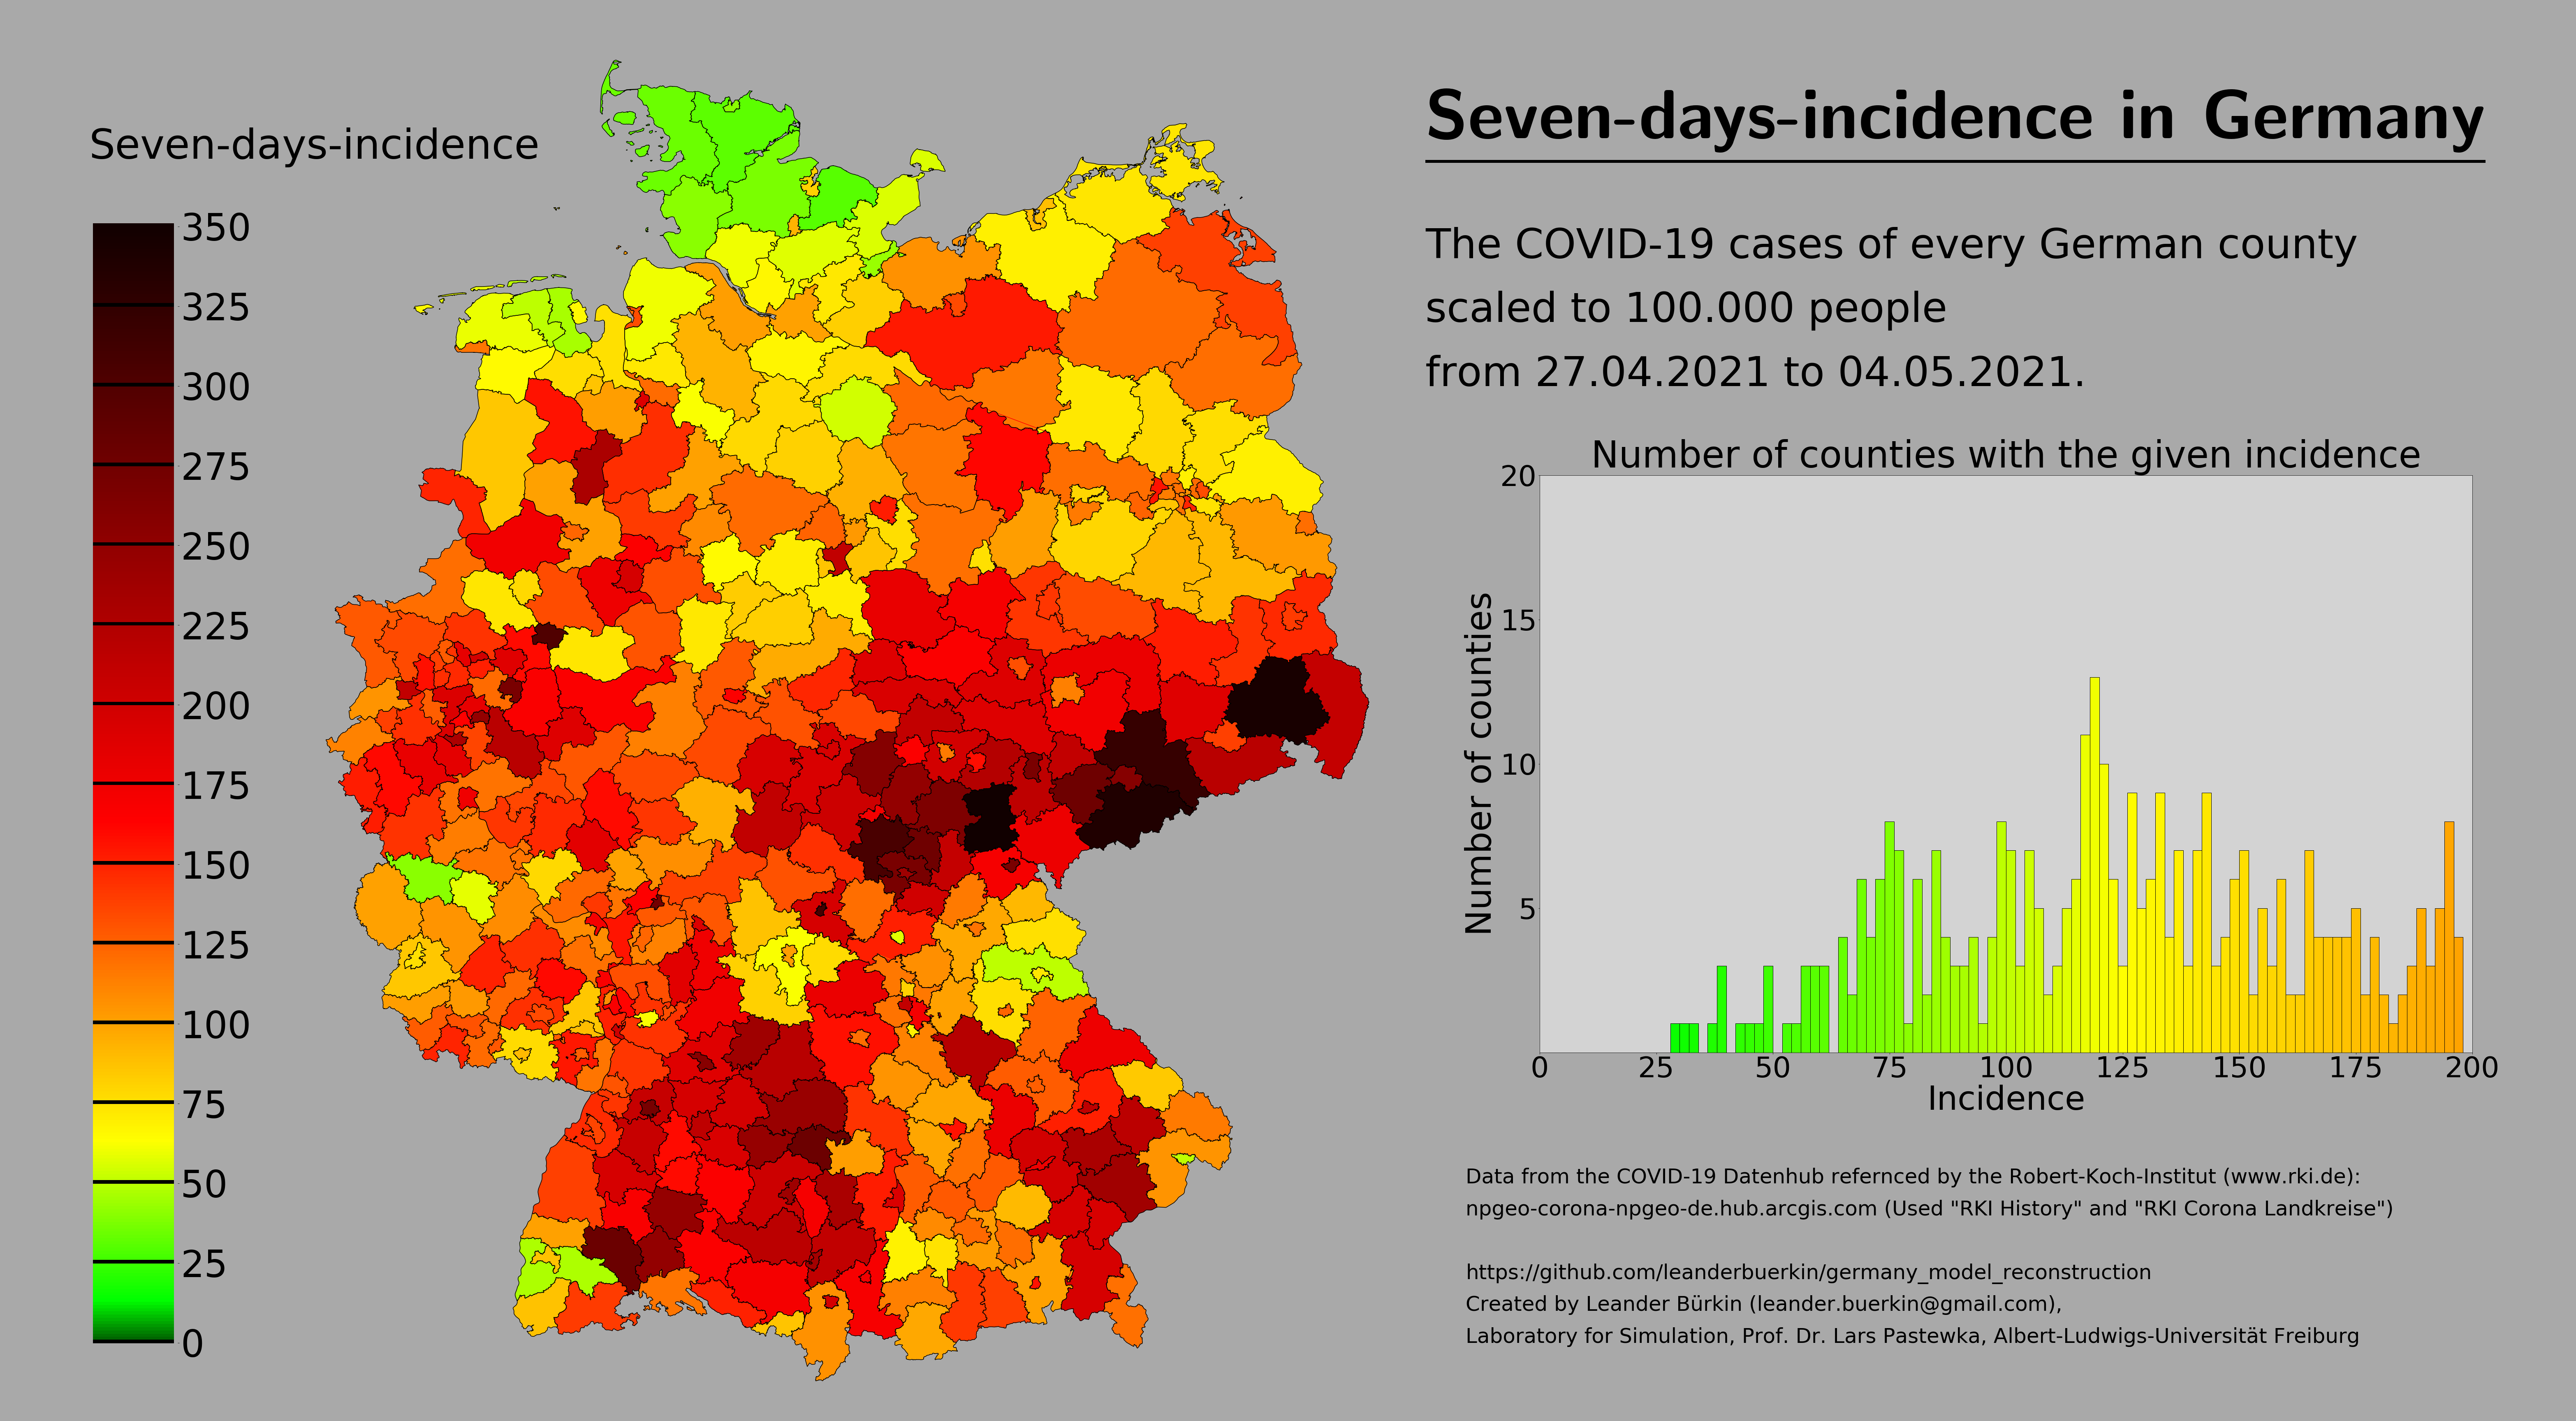 Seven-days-incidence
350
325
300
275
250
225
200
175
150
125
100
75
50
25
0
Seven-days-incidence in Germany
The COVID-19 cases of every German county
scaled to 100.000 people
from 27.04.2021 to 04.05.2021.
Number of counties with the given incidence
20
15
10
5
Number of counties
0 25 50 75 100 125 150 175 200
Incidence
Data from the COVID-19 Datenhub refernced by the Robert-Koch-Institut (www.rki.de):
npgeo-corona-npgeo-de.hub.arcgis.com (Used "RKI History" and "RKI Corona Landkreise")
https://github.com/leanderbuerkin/germany_model_reconstruction
Created by Leander Bürkin (leander.buerkin@gmail.com),
Laboratory for Simulation, Prof. Dr. Lars Pastewka, Albert-Ludwigs-Universität Freiburg